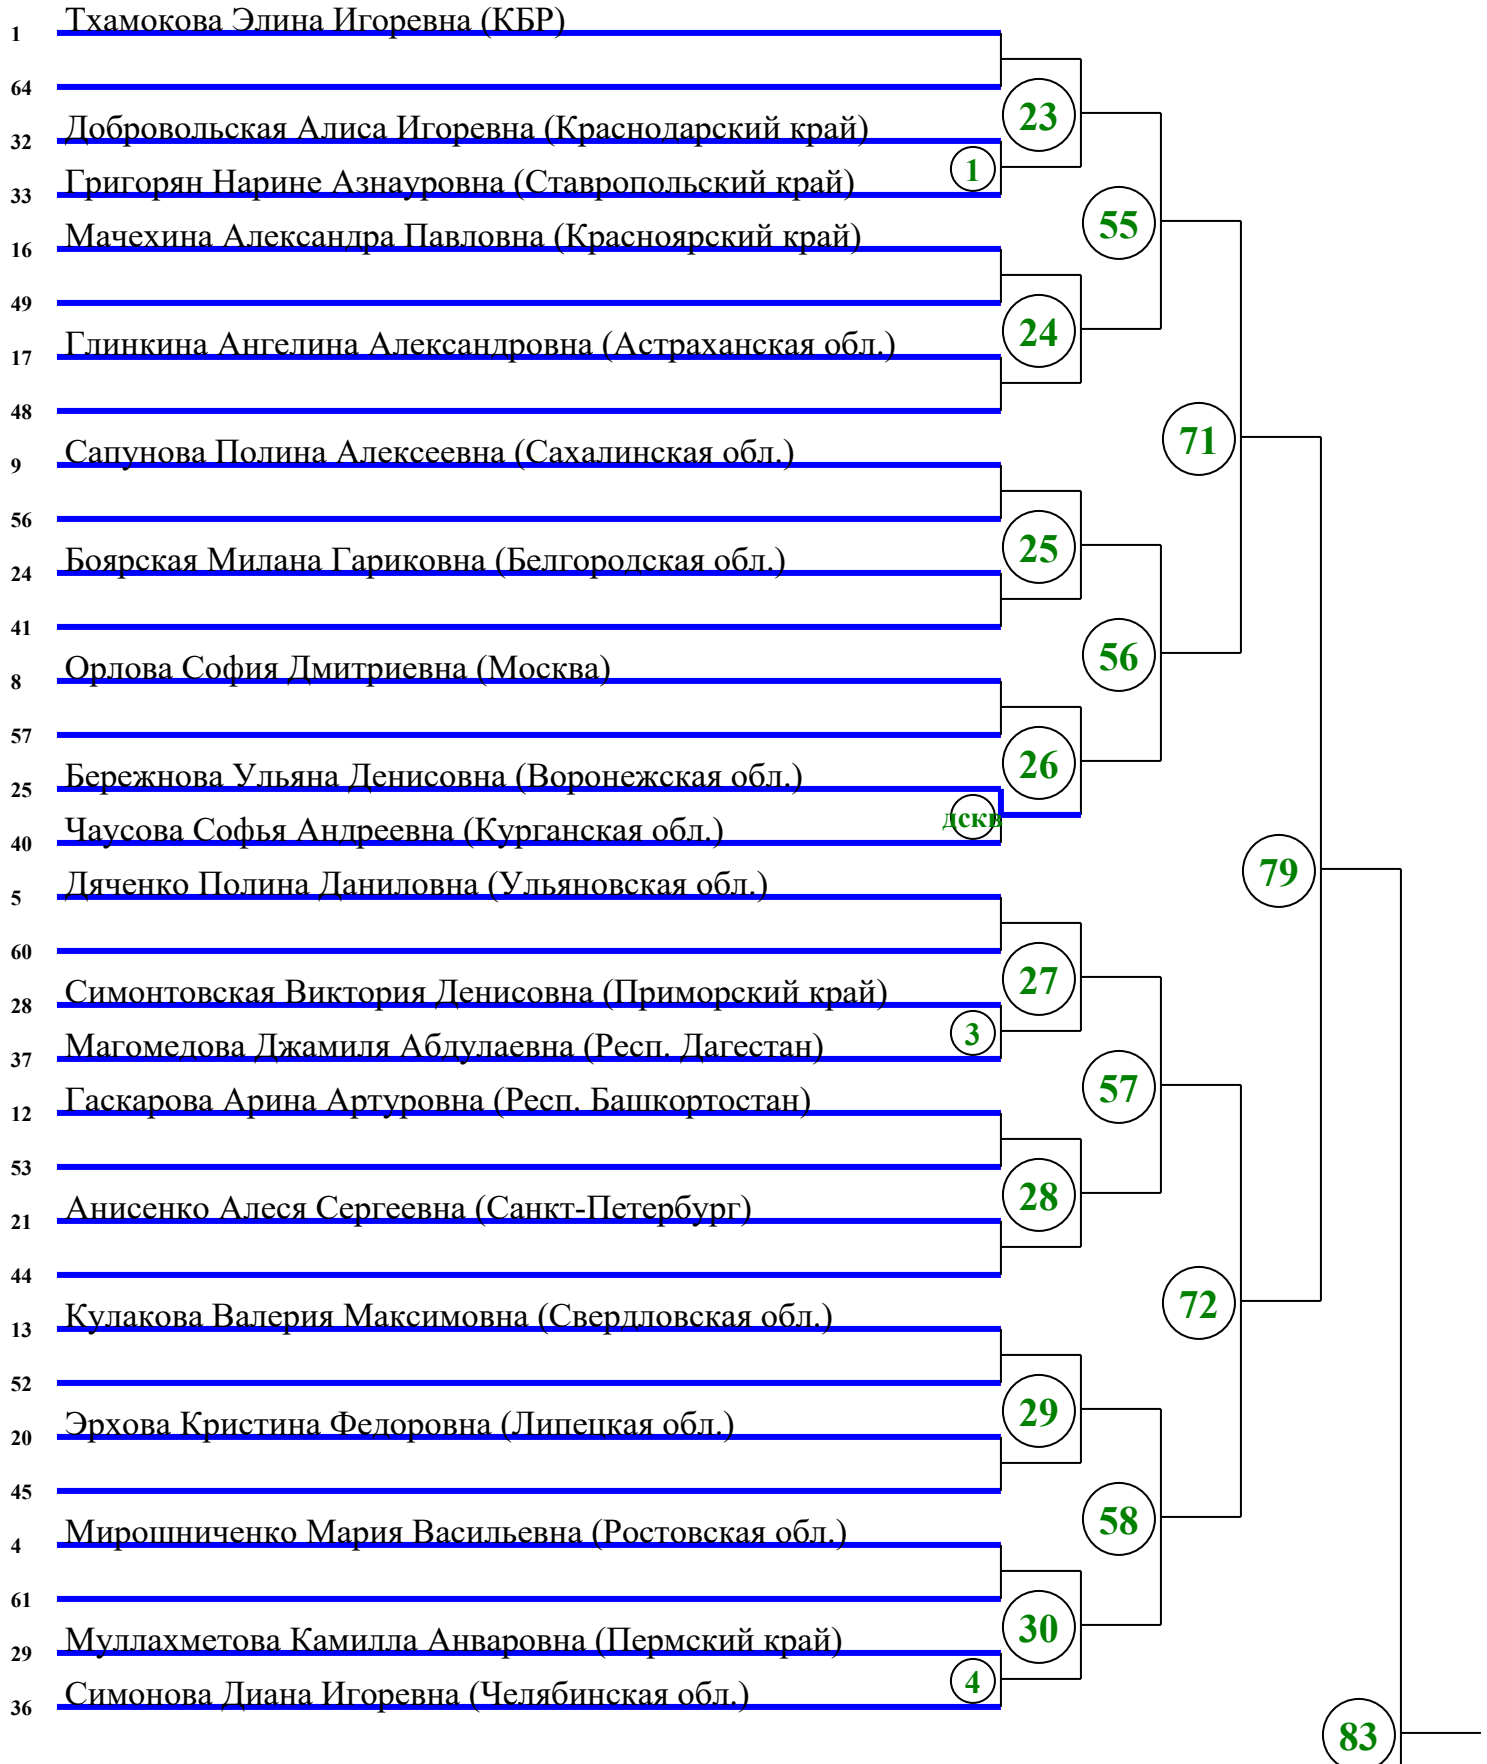 1 Тхамокова Элина Игоревна (КБР)
64
23
32 Добровольская Алиса Игоревна (Краснодарский край)
1
33 Григорян Нарине Азнауровна (Ставропольский край)
55
16 Мачехина Александра Павловна (Красноярский край)
49
24
17 Глинкина Ангелина Александровна (Астраханская обл.)
48
71
9 Сапунова Полина Алексеевна (Сахалинская обл.)
56
25
24 Боярская Милана Гариковна (Белгородская обл.)
41
56
8 Орлова София Дмитриевна (Москва)
57
26
25 Бережнова Ульяна Денисовна (Воронежская обл.)
дскв
40 Чаусова Софья Андреевна (Курганская обл.)
79
5 Дяченко Полина Даниловна (Ульяновская обл.)
60
27
28 Симонтовская Виктория Денисовна (Приморский край)
3
37 Магомедова Джамиля Абдулаевна (Респ. Дагестан)
57
12 Гаскарова Арина Артуровна (Респ. Башкортостан)
53
28
21 Анисенко Алеся Сергеевна (Санкт-Петербург)
44
72
13 Кулакова Валерия Максимовна (Свердловская обл.)
52
29
20 Эрхова Кристина Федоровна (Липецкая обл.)
45
58
4 Мирошниченко Мария Васильевна (Ростовская обл.)
61
30
29 Муллахметова Камилла Анваровна (Пермский край)
4
36 Симонова Диана Игоревна (Челябинская обл.)
83